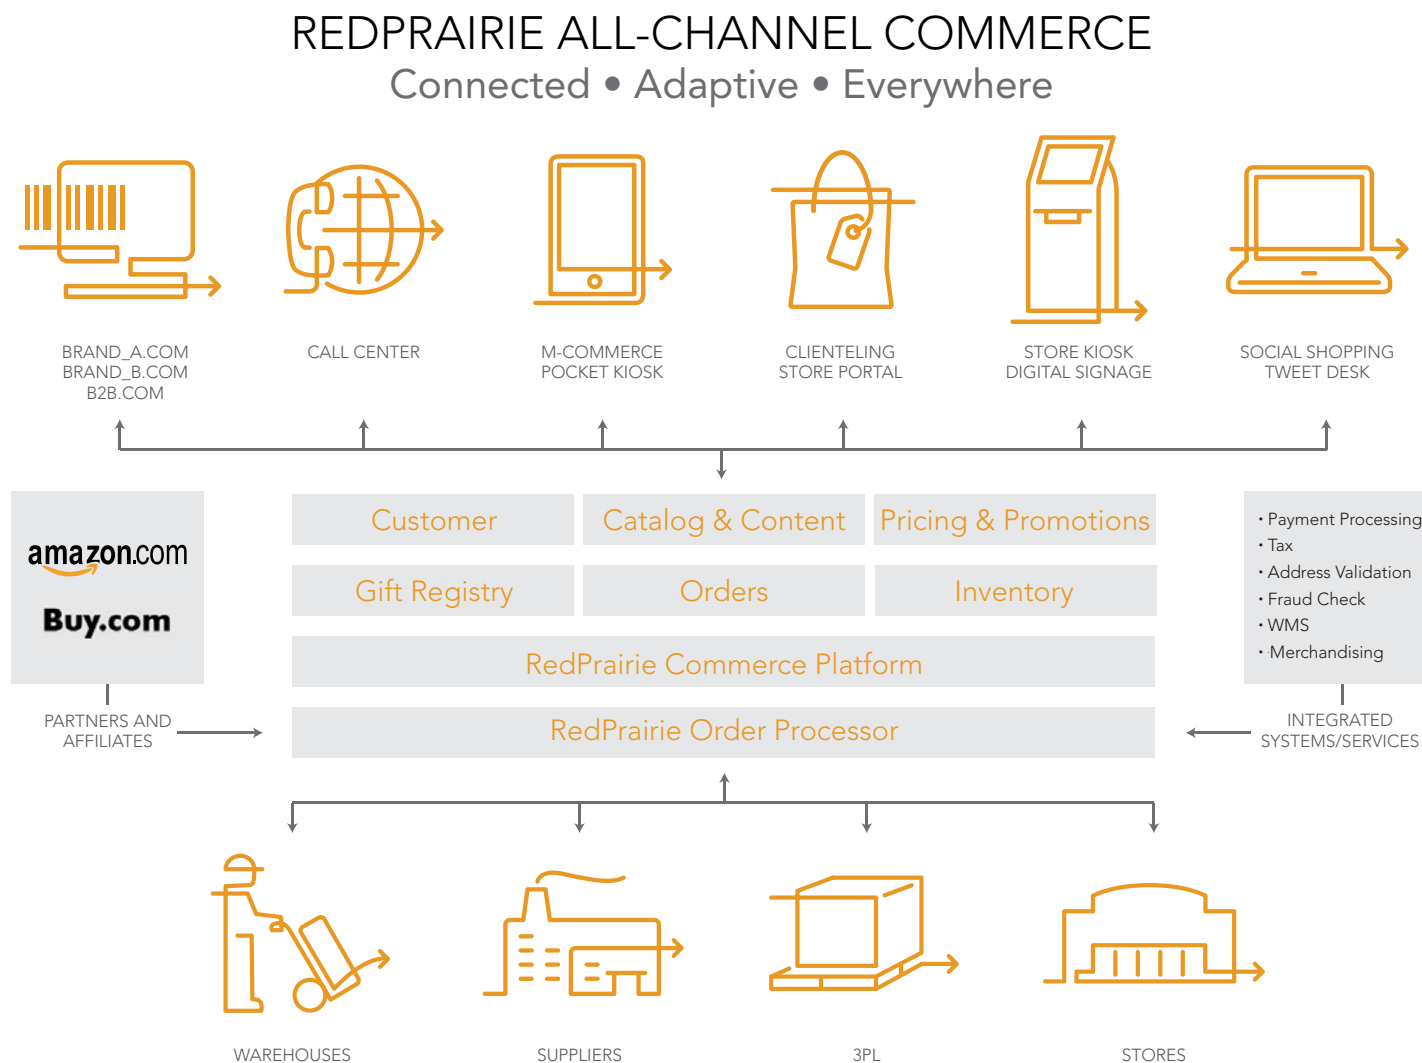 REDPRAIRIE ALL-CHANNEL COMMERCE
Connected • Adaptive • Everywhere
BRAND_A.COM
BRAND_B.COM
B2B.COM
CALL CENTER
M-COMMERCE
POCKET KIOSK
CLIENTELING
STORE PORTAL
STORE KIOSK
DIGITAL SIGNAGE
SOCIAL SHOPPING
TWEET DESK
amazon.com
Buy.com
PARTNERS AND
AFFILIATES
Customer
Catalog & Content
Pricing & Promotions
Gift Registry
Orders
Inventory
RedPrairie Commerce Platform
RedPrairie Order Processor
• Payment Processing
• Tax
• Address Validation
• Fraud Check
• WMS
• Merchandising
INTEGRATED
SYSTEMS/SERVICES
WAREHOUSES
SUPPLIERS
3PL
STORES